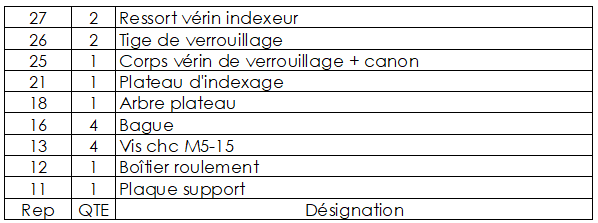 27 2 Ressort vérin indexeur
26 2 Tige de verrouillage
25 1 Corps vérin de verrouillage + canon
21 1 Plateau d'indexage
18 1 Arbre plateau
16 4 Bague
13 4 Vis chc M5-15
12 1 Boîtier roulement
11 1 Plaque support
Rep QTE Désignation